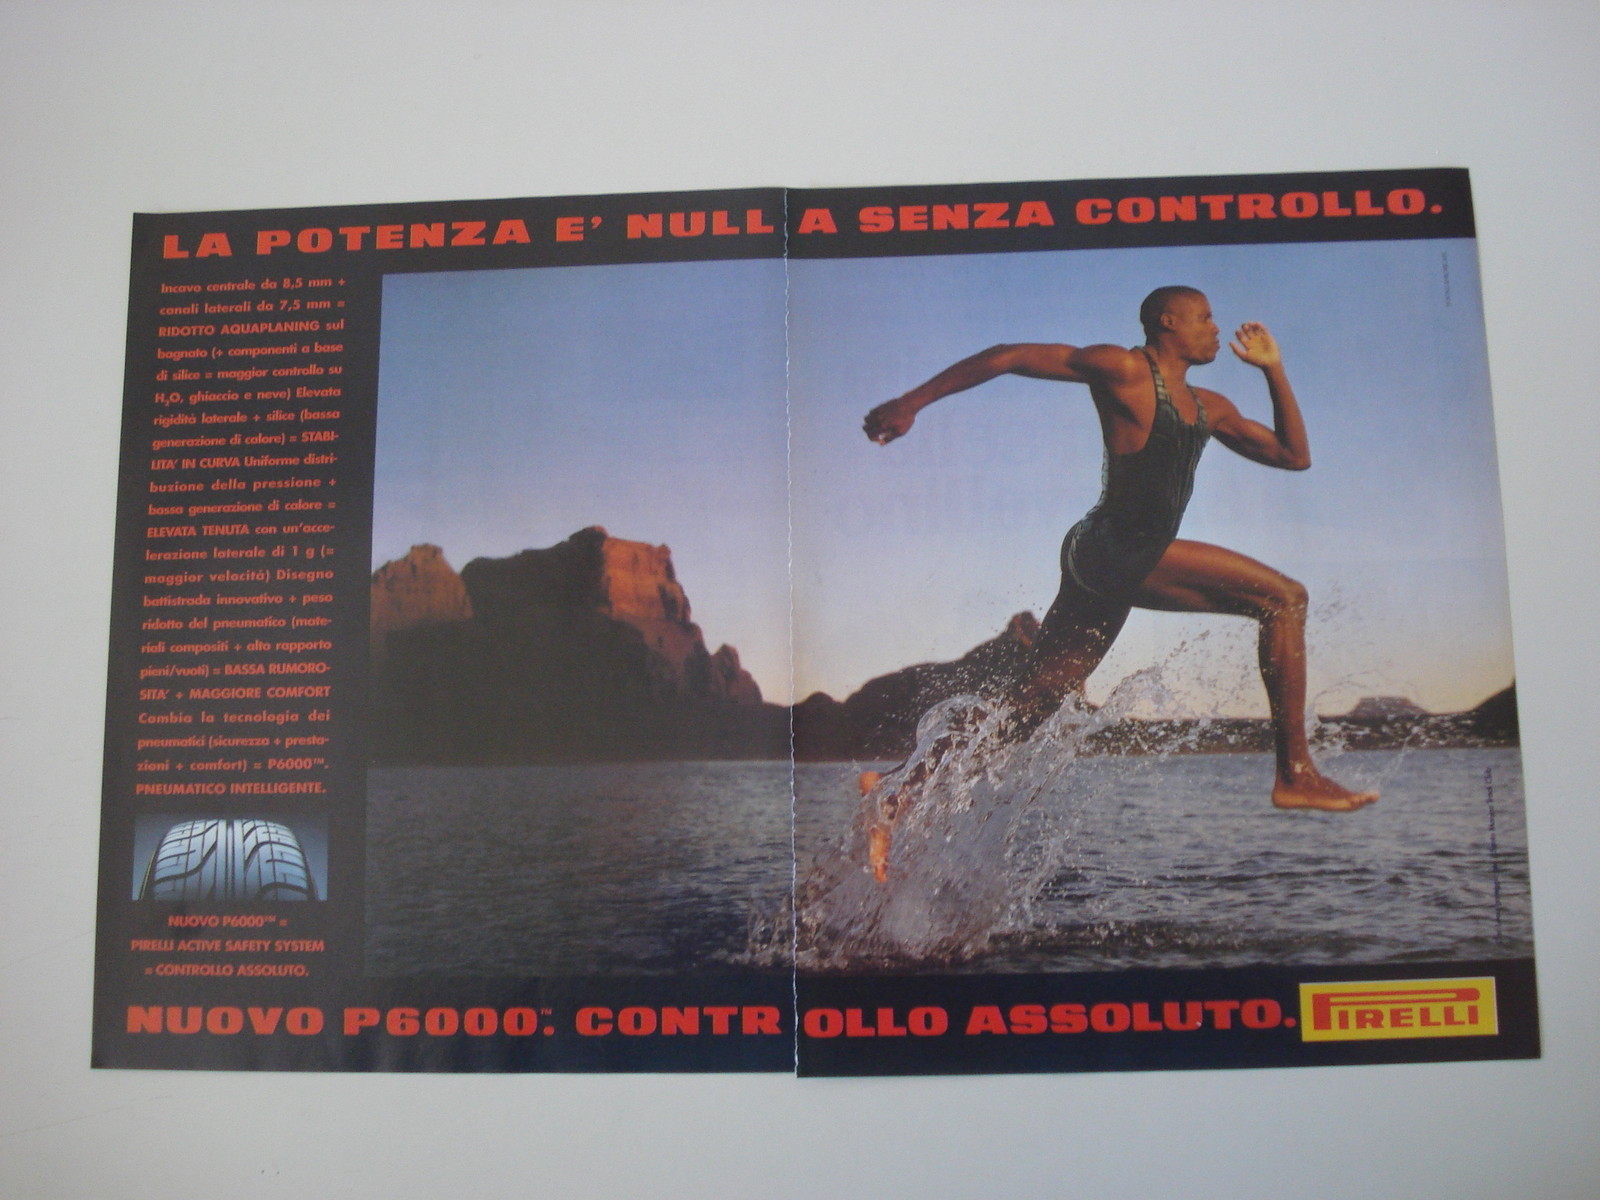 LA POTENZA E' NULLA SENZA CONTROLLO.
Incavo centrale da 8,5 mm +
canali laterali da 7,5 mm =
RIDOTTO AQUAPLANING sul
bagnato (+ componenti a base
di silice = maggior controllo su
H₂O, ghiaccio e neve) Elevata
rigidità laterale + silice (bassa
generazione di calore) = STABI-
LITA' IN CURVA Uniforme distri-
buzione della pressione +
bassa generazione di calore =
ELEVATA TENUTA con un'acce-
lerazione laterale di 1 g (=
maggior velocità) Disegno
battistrada innovativo + peso
ridotto del pneumatico (mate-
riali compositi + alto rapporto
pieni/vuoti) = BASSA RUMORO-
SITA' + MAGGIORE COMFORT
Cambia la tecnologia dei
pneumatici (sicurezza + presta-
zioni + comfort) = P6000™.
PNEUMATICO INTELLIGENTE.
NUOVO P6000™ =
PIRELLI ACTIVE SAFETY SYSTEM
= CONTROLLO ASSOLUTO.
NUOVO P6000™. CONTROLLO ASSOLUTO.
PIRELLI